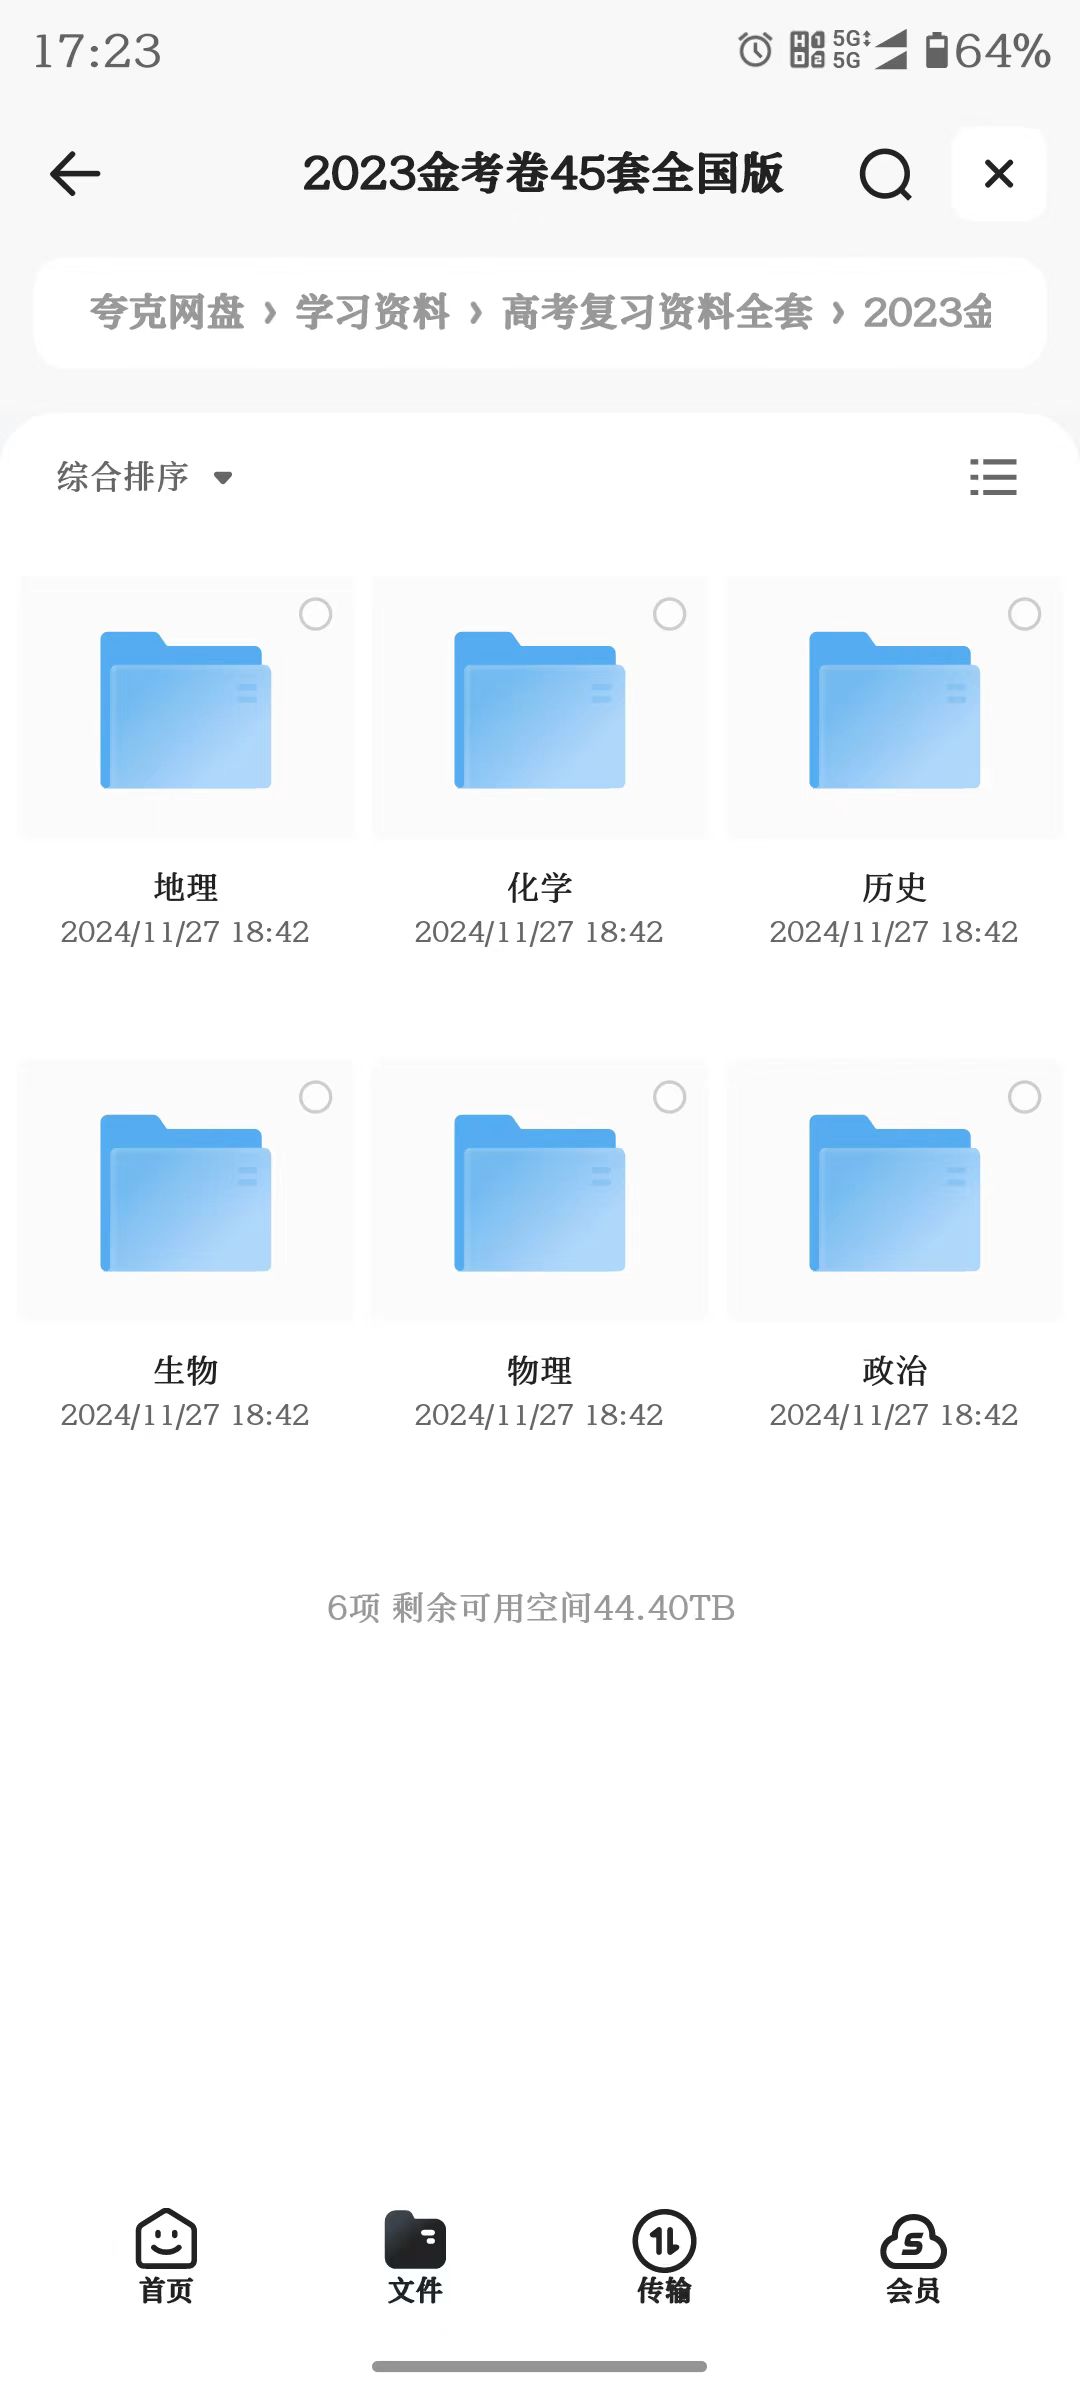 17:23
5G
5G
64%
2023金考卷45套全国版
夸克网盘 › 学习资料 › 高考复习资料全套 › 2023金
综合排序
地理 化学 历史
2024/11/27 18:42 2024/11/27 18:42 2024/11/27 18:42
生物 物理 政治
2024/11/27 18:42 2024/11/27 18:42 2024/11/27 18:42
6项 剩余可用空间44.40TB
首页 文件 传输 会员